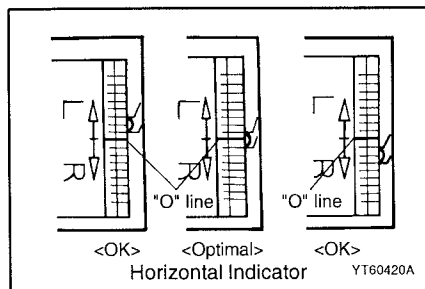 L R
L R
L R
"O" line
"O" line
<OK>
<Optimal>
<OK>
Horizontal Indicator
YT60420A